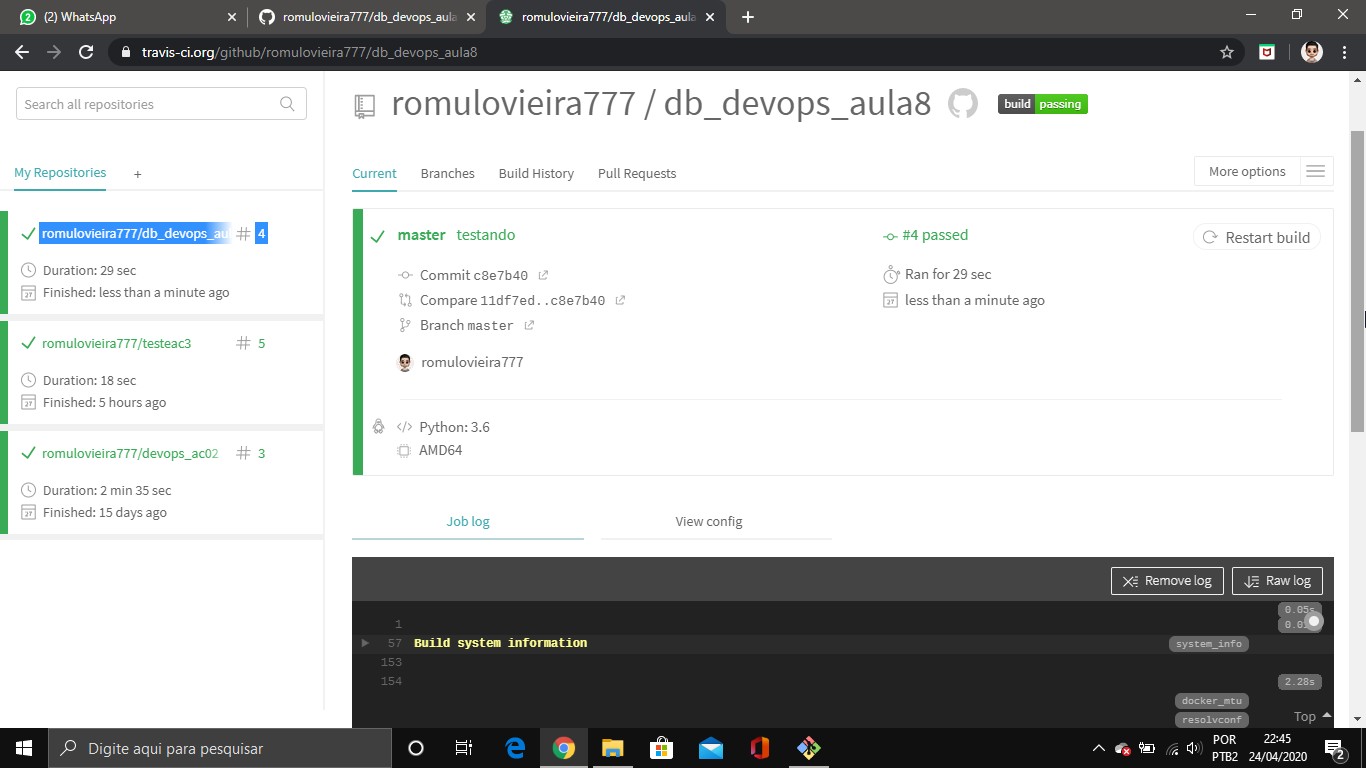 (2) WhatsApp
romulovieira777/db_devops_aula
romulovieira777/db_devops_aula
travis-ci.org/github/romulovieira777/db_devops_aula8
Search all repositories
My Repositories +
romulovieira777/db_devops_au # 4
Duration: 29 sec
Finished: less than a minute ago
romulovieira777/testeac3 # 5
Duration: 18 sec
Finished: 5 hours ago
romulovieira777/devops_ac02 # 3
Duration: 2 min 35 sec
Finished: 15 days ago
romulovieira777 / db_devops_aula8
build passing
Current Branches Build History Pull Requests
More options
master testando
#4 passed
Restart build
Commit c8e7b40
Ran for 29 sec
Compare 11df7ed..c8e7b40
less than a minute ago
Branch master
romulovieira777
Python: 3.6
AMD64
Job log
View config
Remove log
Raw log
0.05s
1
57 Build system information system_info
153
154 2.28s
docker_mtu
resolvconf
Top
Digite aqui para pesquisar
POR
PTB2
22:45
24/04/2020
2